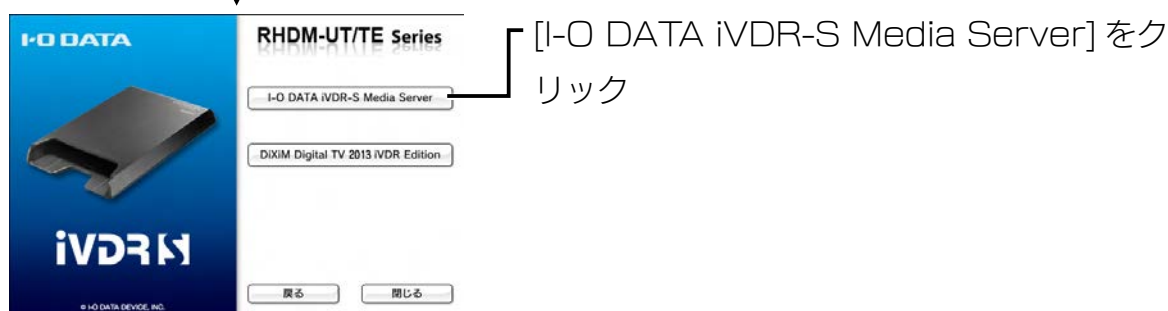 I-O DATA
RHDM-UT/TE Series
I-O DATA iVDR-S Media Server
DiXiM Digital TV 2013 iVDR Edition
iVDR S
戻る
閉じる
© I-O DATA DEVICE, INC.
[I-O DATA iVDR-S Media Server] をク
リック